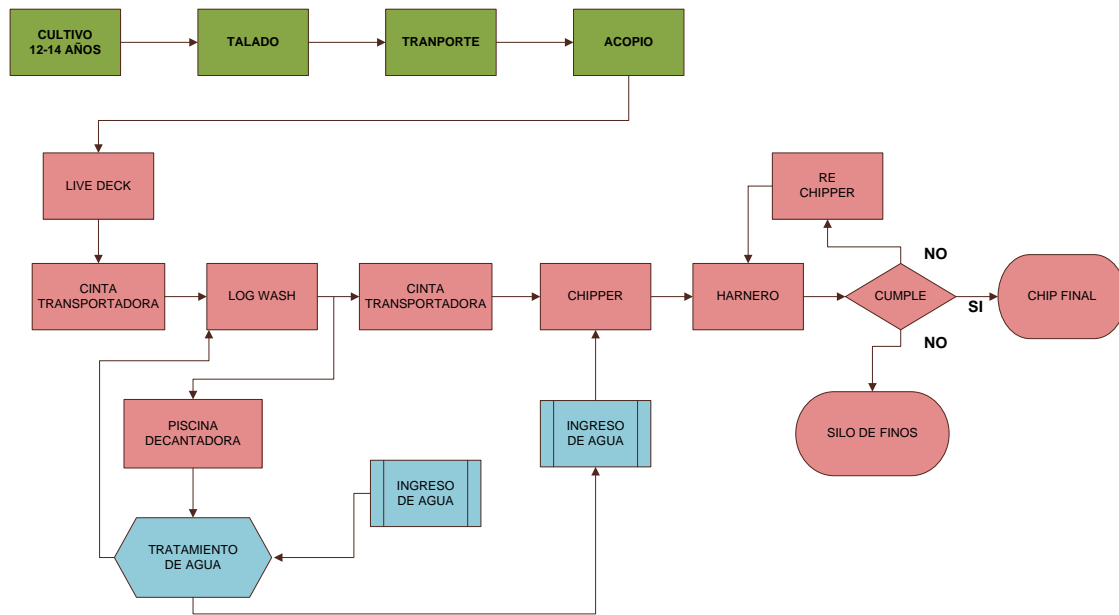 CULTIVO
12-14 AÑOS
TALADO
TRANPORTE
ACOPIO
LIVE DECK
RE
CHIPPER
CINTA
TRANSPORTADORA
LOG WASH
CINTA
TRANSPORTADORA
CHIPPER
HARNERO
CUMPLE
NO
SI
NO
CHIP FINAL
PISCINA
DECANTADORA
INGRESO
DE AGUA
SILO DE FINOS
INGRESO
DE AGUA
TRATAMIENTO
DE AGUA